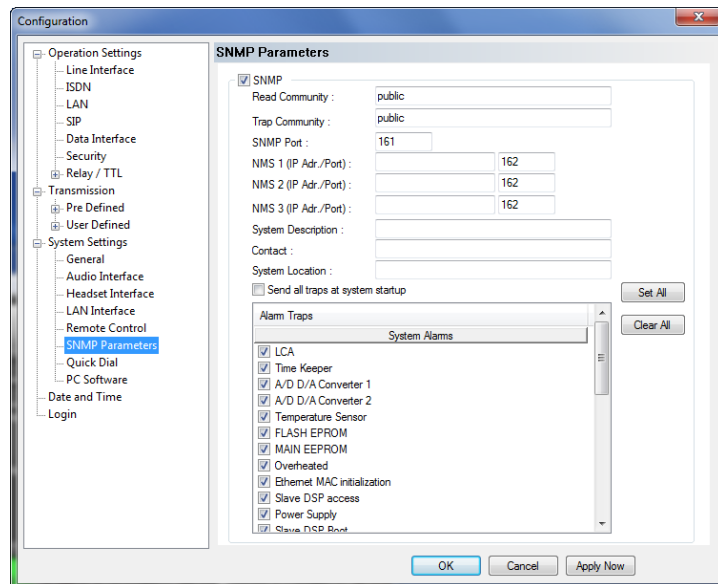 Configuration
Operation Settings
Line Interface
ISDN
LAN
SIP
Data Interface
Security
Relay / TTL
Transmission
Pre Defined
User Defined
System Settings
General
Audio Interface
Headset Interface
LAN Interface
Remote Control
SNMP Parameters
Quick Dial
PC Software
Date and Time
Login
SNMP Parameters
SNMP
Read Community : public
Trap Community : public
SNMP Port : 161
NMS 1 (IP Adr./Port) : 162
NMS 2 (IP Adr./Port) : 162
NMS 3 (IP Adr./Port) : 162
System Description :
Contact :
System Location :
Send all traps at system startup
Set All
Clear All
Alarm Traps
System Alarms
LCA
Time Keeper
A/D D/A Converter 1
A/D D/A Converter 2
Temperature Sensor
FLASH EPROM
MAIN EEPROM
Overheated
Ethernet MAC initialization
Slave DSP access
Power Supply
Slave DSP Boot
OK
Cancel
Apply Now